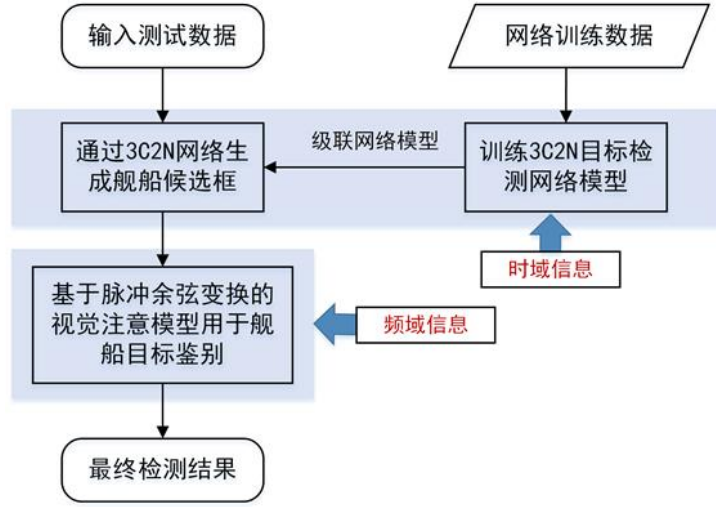 输入测试数据
网络训练数据
通过3C2N网络生
成舰船候选框
级联网络模型
训练3C2N目标检
测网络模型
时域信息
基于脉冲余弦变换的
视觉注意模型用于舰
船目标鉴别
频域信息
最终检测结果